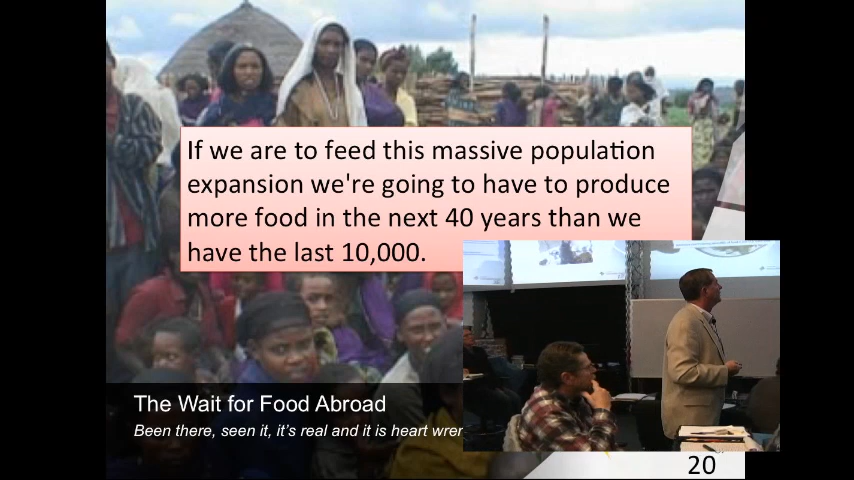 If we are to feed this massive population
expansion we're going to have to produce
more food in the next 40 years than we
have the last 10,000.
The Wait for Food Abroad
Been there, seen it, it's real and it is heart
20